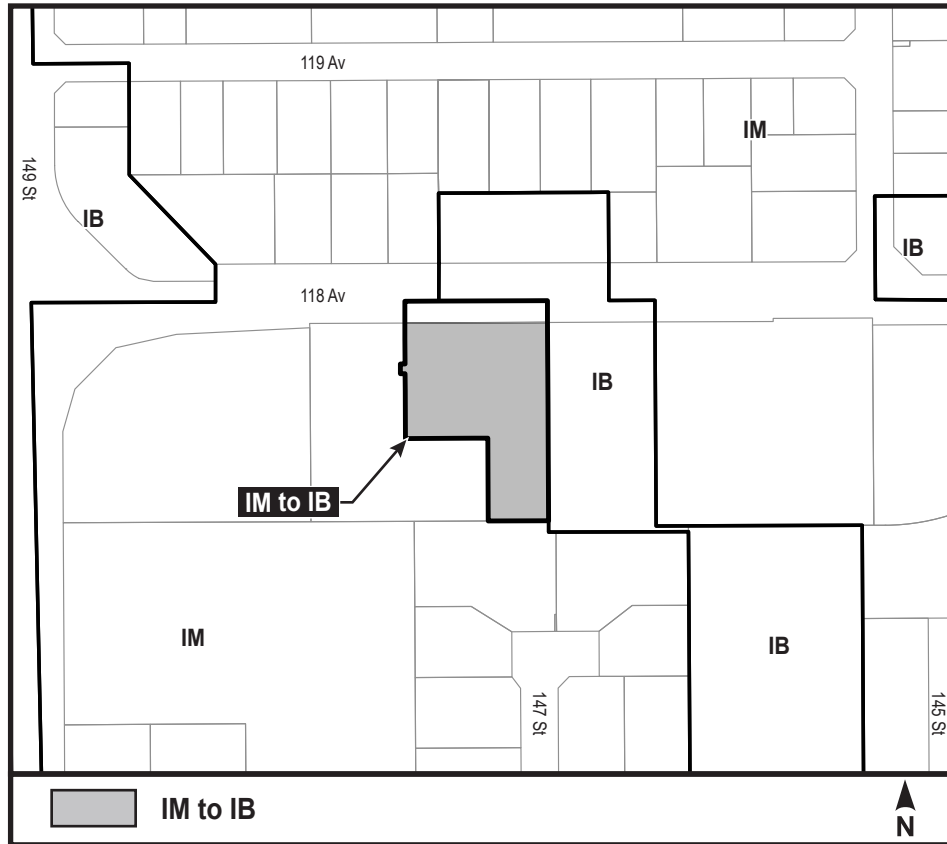 119 Av
IM
149 St
IB
IB
118 Av
IB
IM to IB
IM
IB
147 St
145 St
IM to IB
N